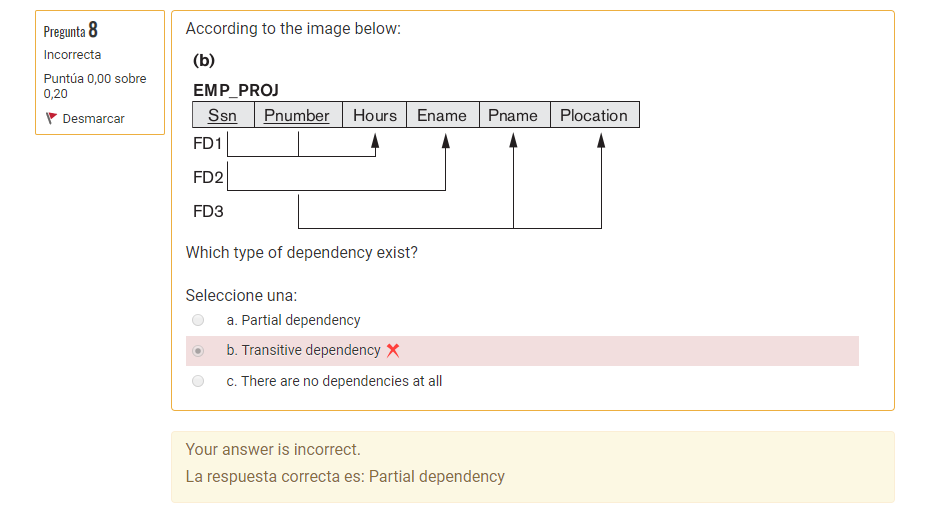 Pregunta 8
Incorrecta
Puntúa 0,00 sobre
0,20
Desmarcar
According to the image below:
(b)
EMP_PROJ
Ssn Pnumber Hours Ename Pname Plocation
FD1
FD2
FD3
Which type of dependency exist?
Seleccione una:
a. Partial dependency
b. Transitive dependency
c. There are no dependencies at all
Your answer is incorrect.
La respuesta correcta es: Partial dependency